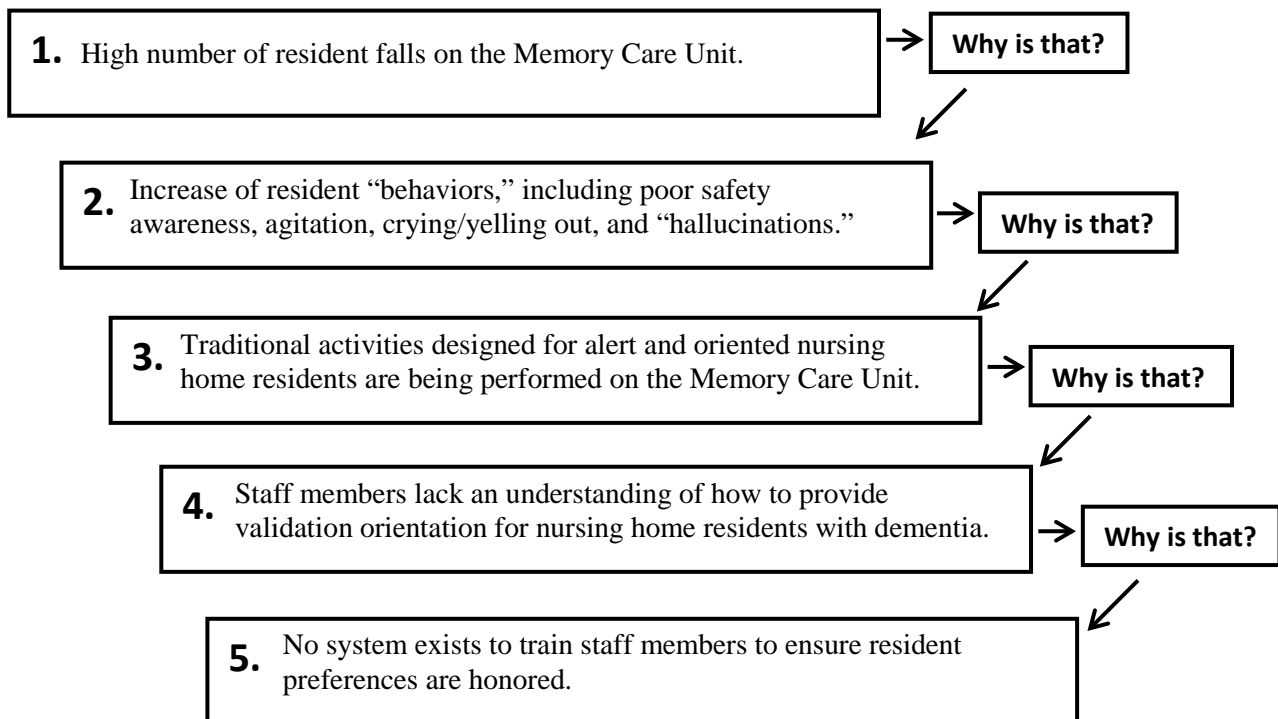 1. High number of resident falls on the Memory Care Unit.
Why is that?
2. Increase of resident “behaviors,” including poor safety
awareness, agitation, crying/yelling out, and “hallucinations.”
Why is that?
3. Traditional activities designed for alert and oriented nursing
home residents are being performed on the Memory Care Unit.
Why is that?
4. Staff members lack an understanding of how to provide
validation orientation for nursing home residents with dementia.
Why is that?
5. No system exists to train staff members to ensure resident
preferences are honored.